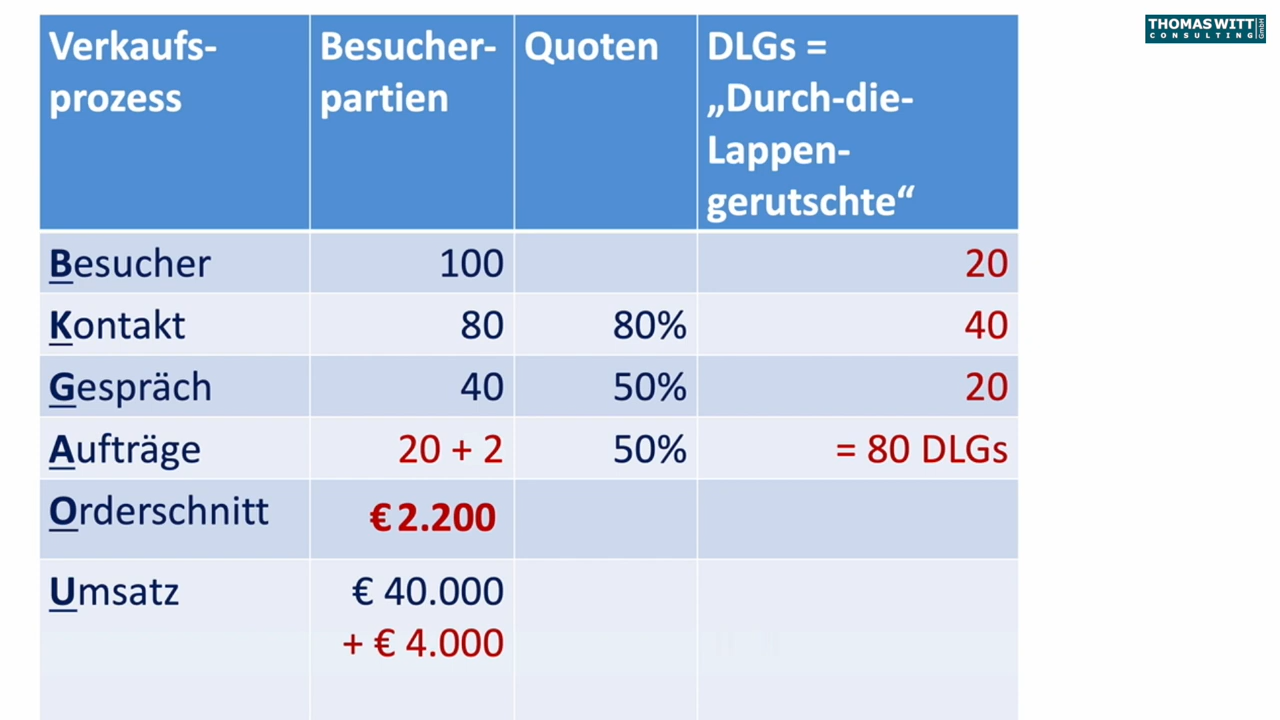 THOMAS WITT
CONSULTING GmbH
Verkaufs-
prozess
Besucher-
partien
Quoten
DLGs =
„Durch-die-
Lappen-
gerutschte“
Besucher 100 20
Kontakt 80 80% 40
Gespräch 40 50% 20
Aufträge 20 + 2 50% = 80 DLGs
Orderschnitt € 2.200
Umsatz € 40.000
+ € 4.000